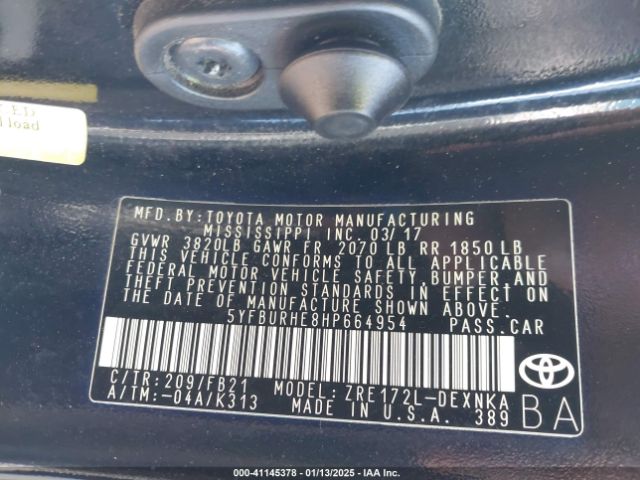 load
MFD.BY:TOYOTA MOTOR MANUFACTURING
MISSISSIPPI INC. 03/17
GVWR 3820LB GAWR FR 2070 LB RR 1850 LB
THIS VEHICLE CONFORMS TO ALL APPLICABLE
FEDERAL MOTOR VEHICLE SAFETY, BUMPER AND
THEFT PREVENTION STANDARDS IN EFFECT ON
THE DATE OF MANUFACTURE SHOWN ABOVE.
5YFBURHE8HP664954 PASS.CAR
C/TR:209/FB21 MODEL:ZRE172L-DEXNKA
A/TM:-04A/K313 MADE IN U.S.A. 389
TOYOTA
BA
000-41145378 - 01/13/2025 - IAA Inc.